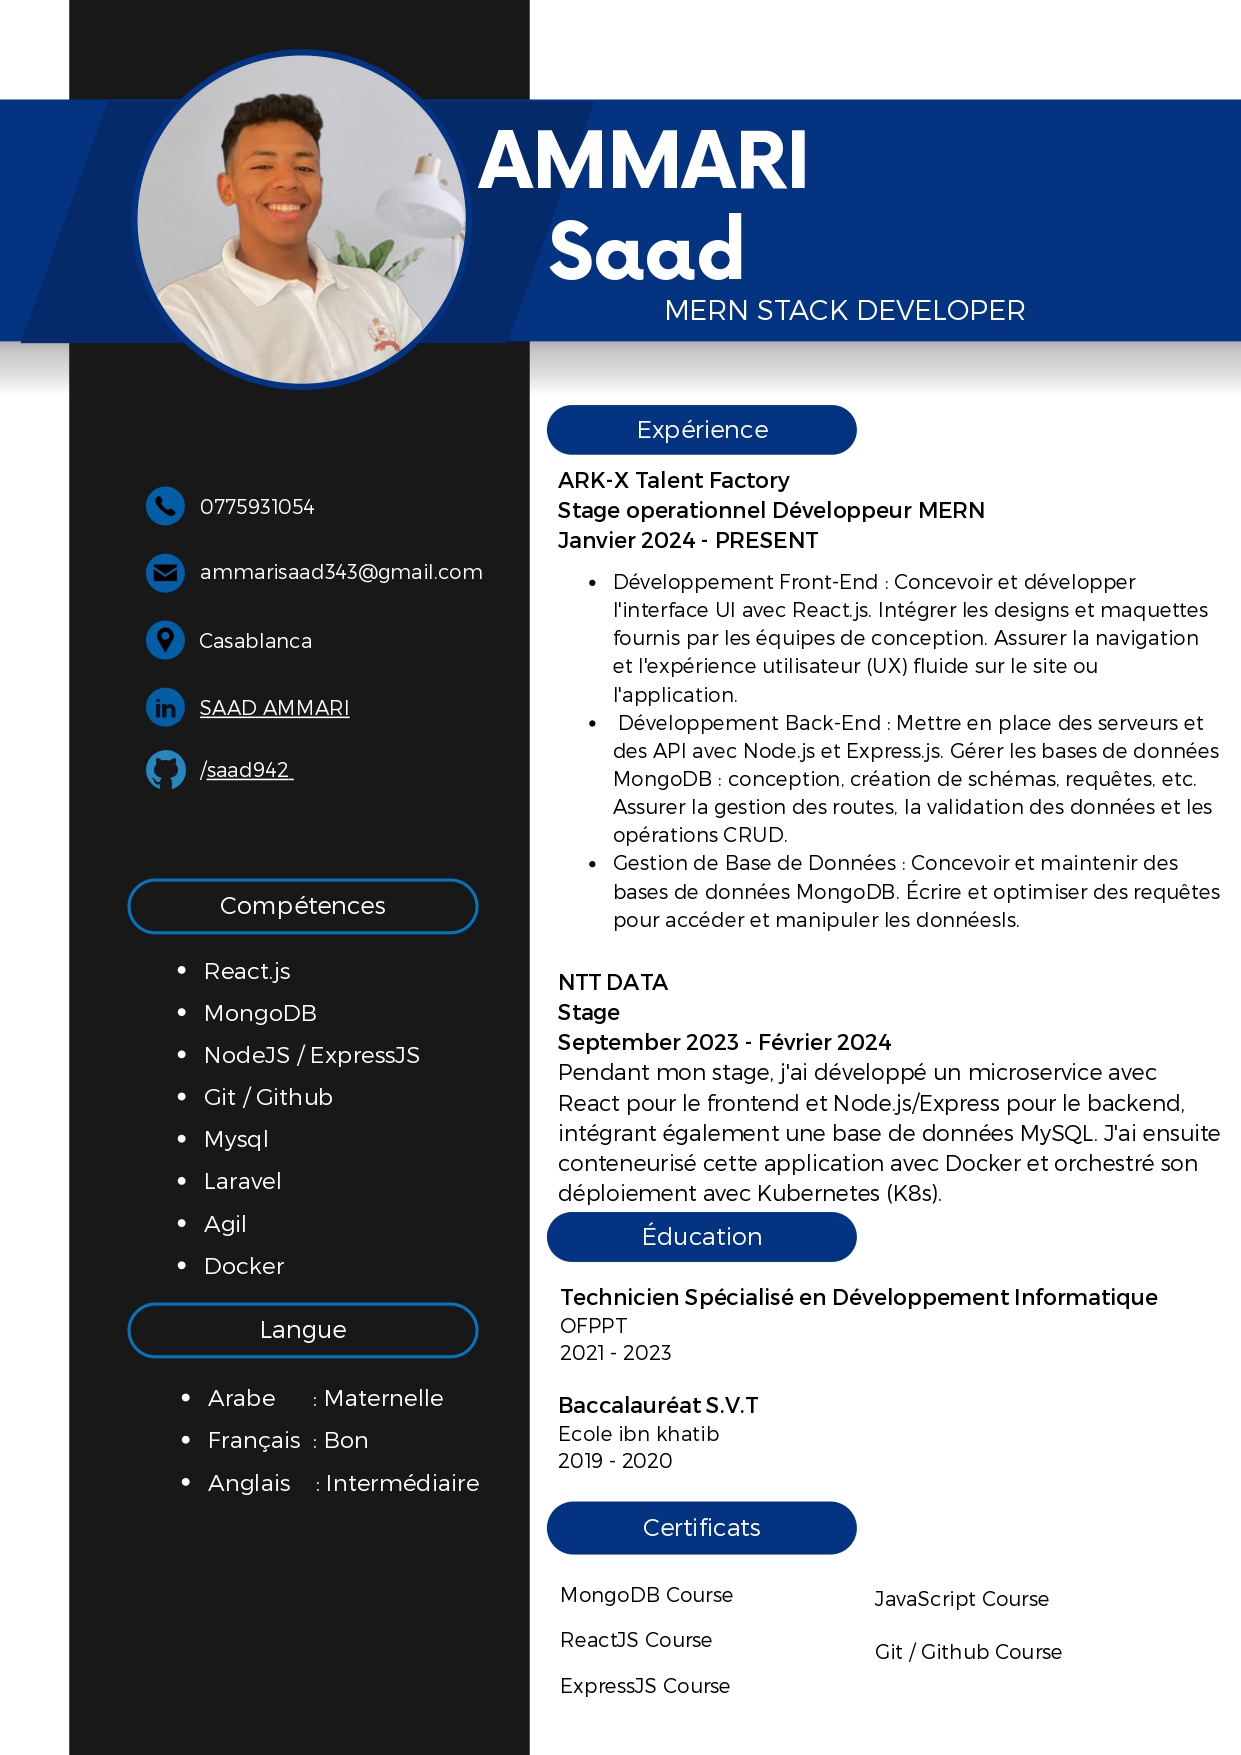 AMMARI
Saad
MERN STACK DEVELOPER
0775931054
ammarisaad343@gmail.com
Casablanca
SAAD AMMARI
/saad942
Compétences
• React.js
• MongoDB
• NodeJS / ExpressJS
• Git / Github
• Mysql
• Laravel
• Agil
• Docker
Langue
• Arabe : Maternelle
• Français : Bon
• Anglais : Intermédiaire
Expérience
ARK-X Talent Factory
Stage operationnel Développeur MERN
Janvier 2024 - PRESENT
• Développement Front-End : Concevoir et développer
l'interface UI avec React.js. Intégrer les designs et maquettes
fournis par les équipes de conception. Assurer la navigation
et l'expérience utilisateur (UX) fluide sur le site ou
l'application.
• Développement Back-End : Mettre en place des serveurs et
des API avec Node.js et Express.js. Gérer les bases de données
MongoDB : conception, création de schémas, requêtes, etc.
Assurer la gestion des routes, la validation des données et les
opérations CRUD.
• Gestion de Base de Données : Concevoir et maintenir des
bases de données MongoDB. Écrire et optimiser des requêtes
pour accéder et manipuler les donnéesls.
NTT DATA
Stage
September 2023 - Février 2024
Pendant mon stage, j'ai développé un microservice avec
React pour le frontend et Node.js/Express pour le backend,
intégrant également une base de données MySQL. J'ai ensuite
conteneurisé cette application avec Docker et orchestré son
déploiement avec Kubernetes (K8s).
Éducation
Technicien Spécialisé en Développement Informatique
OFPPT
2021 - 2023
Baccalauréat S.V.T
Ecole ibn khatib
2019 - 2020
Certificats
MongoDB Course
ReactJS Course
ExpressJS Course
JavaScript Course
Git / Github Course